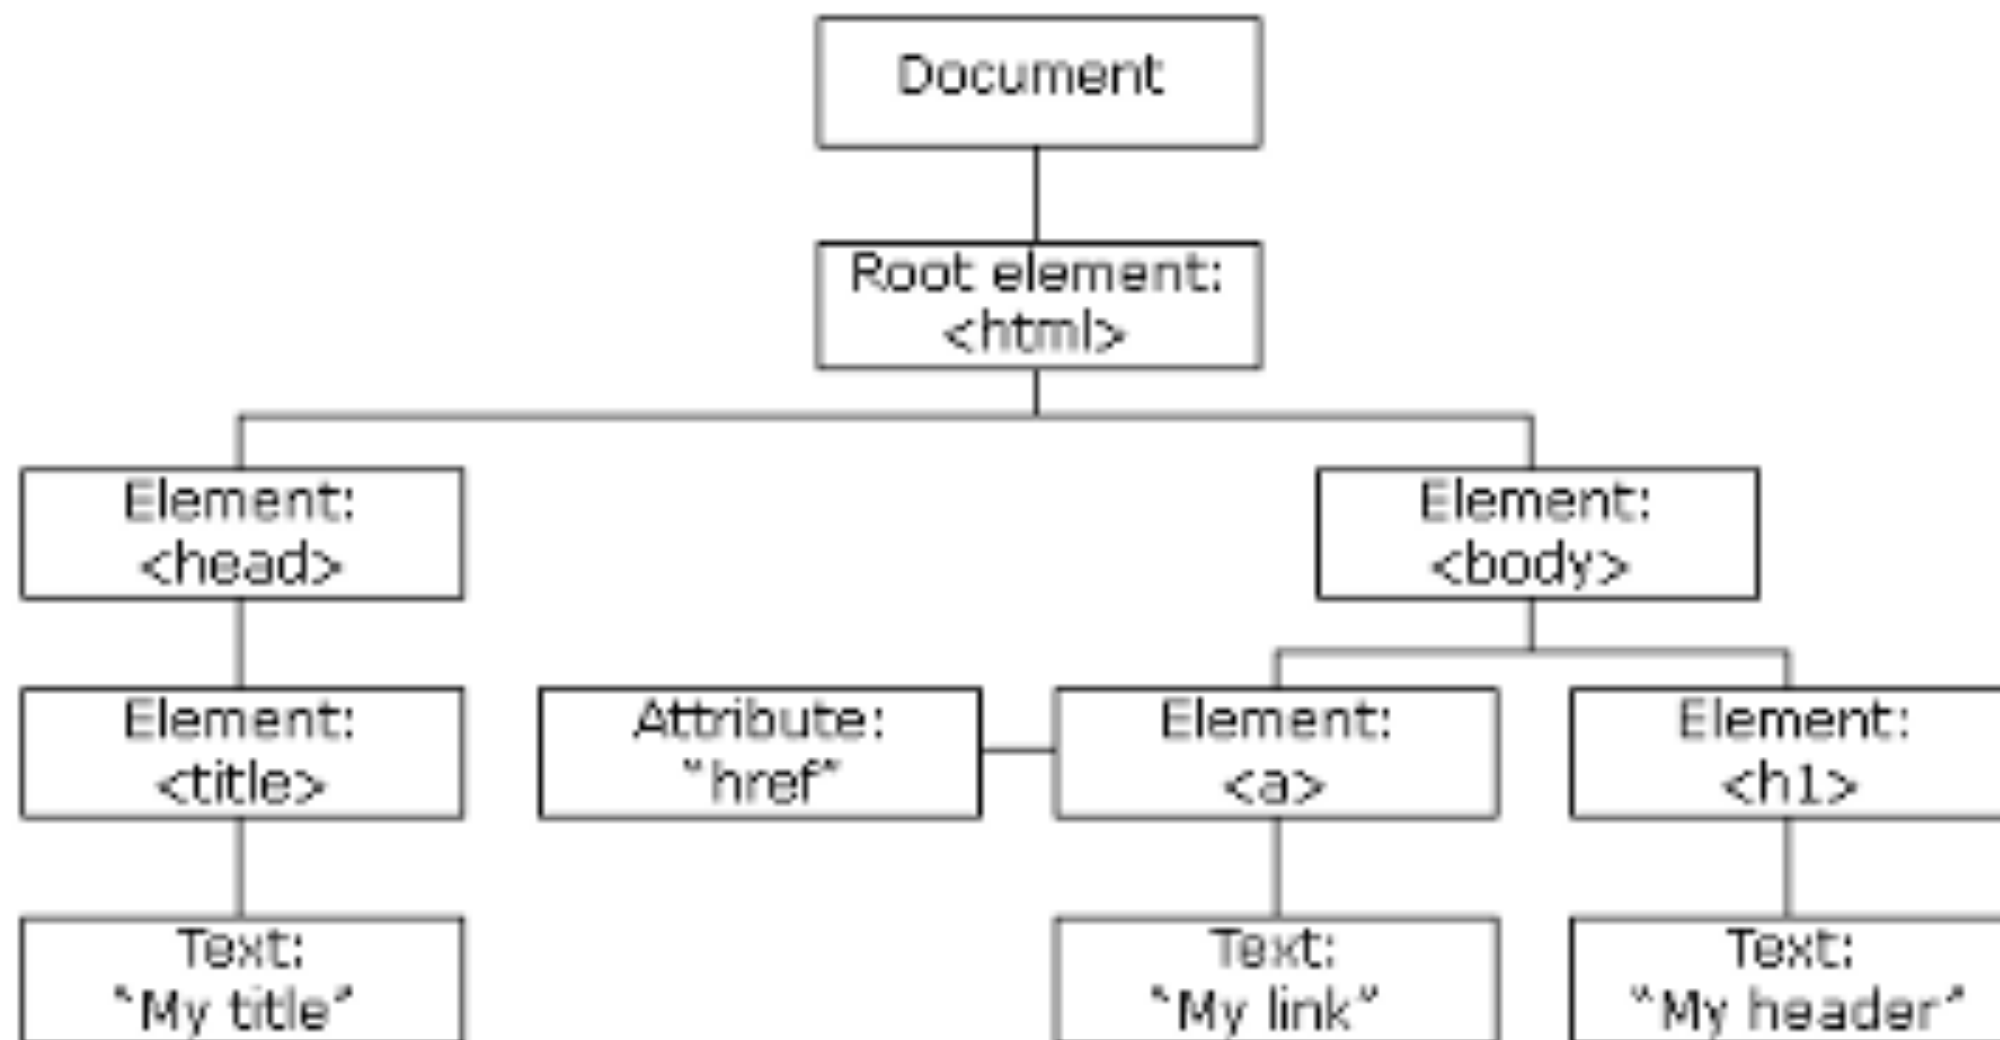 Document
Root element:
<html>
Element:
<head>
Element:
<body>
Element:
<title>
Attribute:
"href"
Element:
<a>
Element:
<h1>
Text:
"My title"
Text:
"My link"
Text:
"My header"